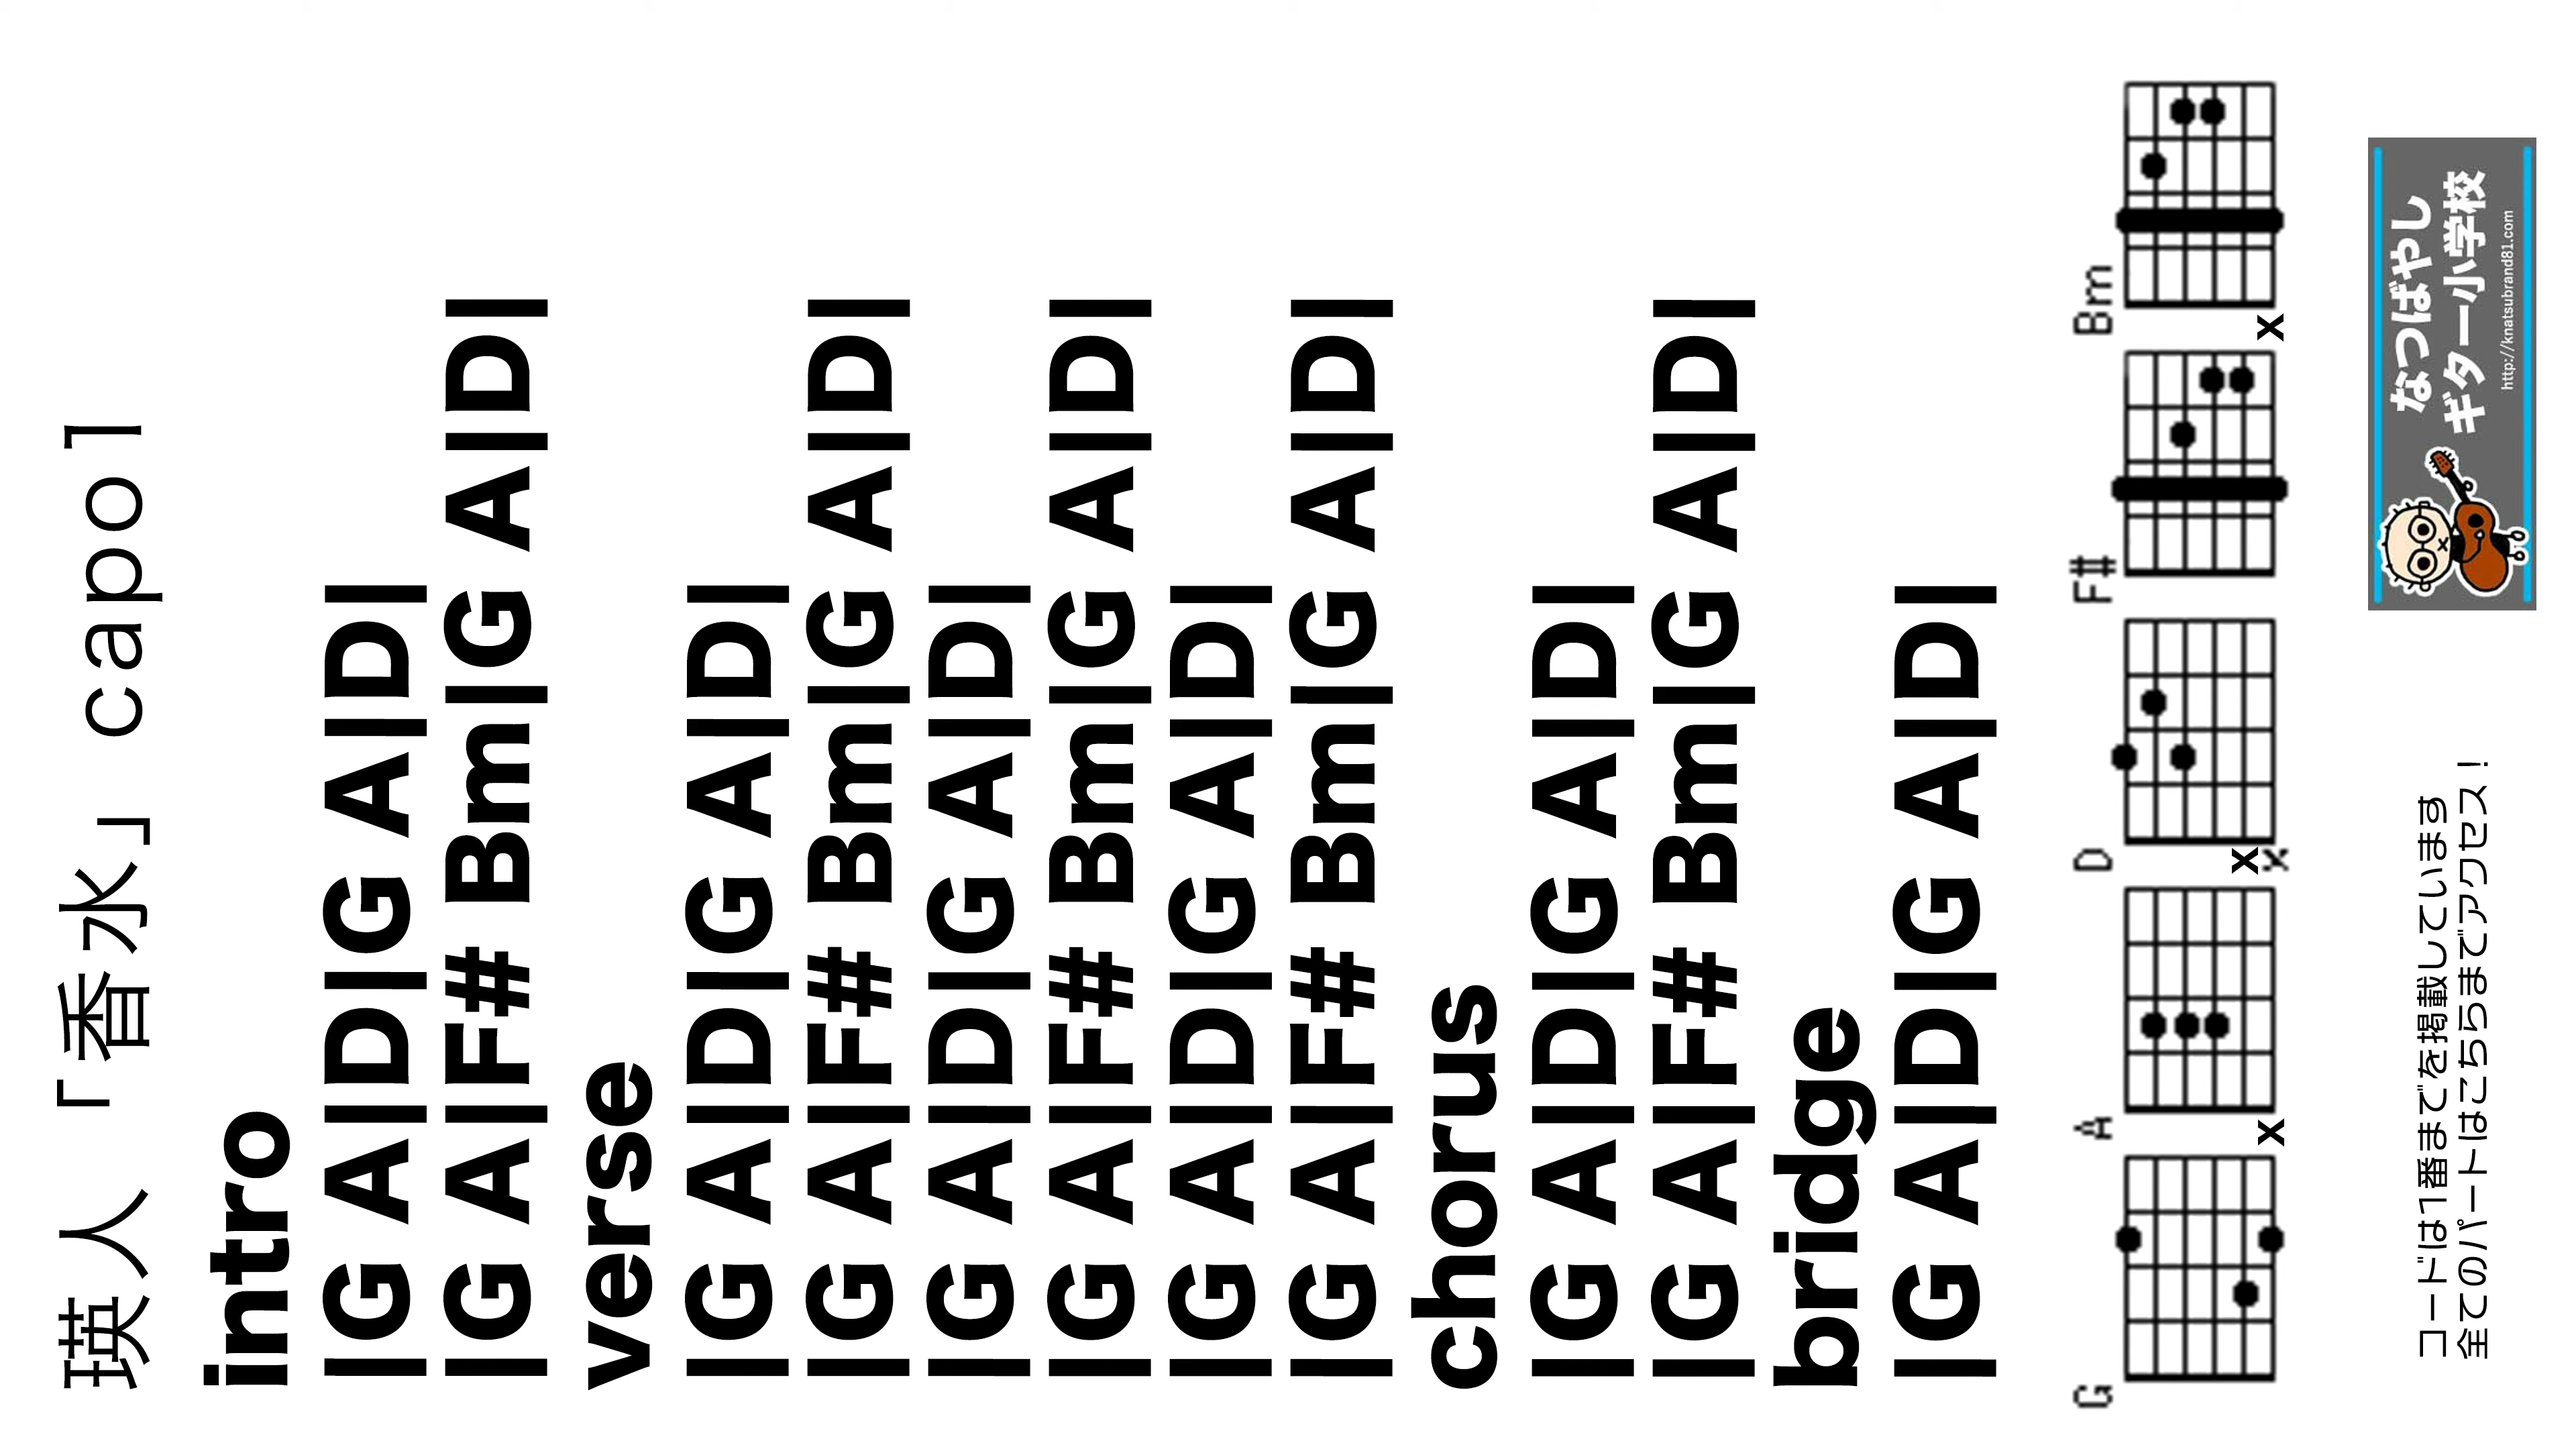 瑛人「香水」capo1
intro
|G A|D|G A|D|
|G A|F# Bm|G A|D|
verse
|G A|D|G A|D|
|G A|F# Bm|G A|D|
|G A|D|G A|D|
|G A|F# Bm|G A|D|
|G A|D|G A|D|
|G A|F# Bm|G A|D|
chorus
|G A|D|G A|D|
|G A|F# Bm|G A|D|
bridge
|G A|D|G A|D|
G A D F# Bm
x x x x
コードは1番までを掲載しています
全てのパートはこちらまでアクセス！
なつばやし
ギター小学校
http://knatsubrand81.com